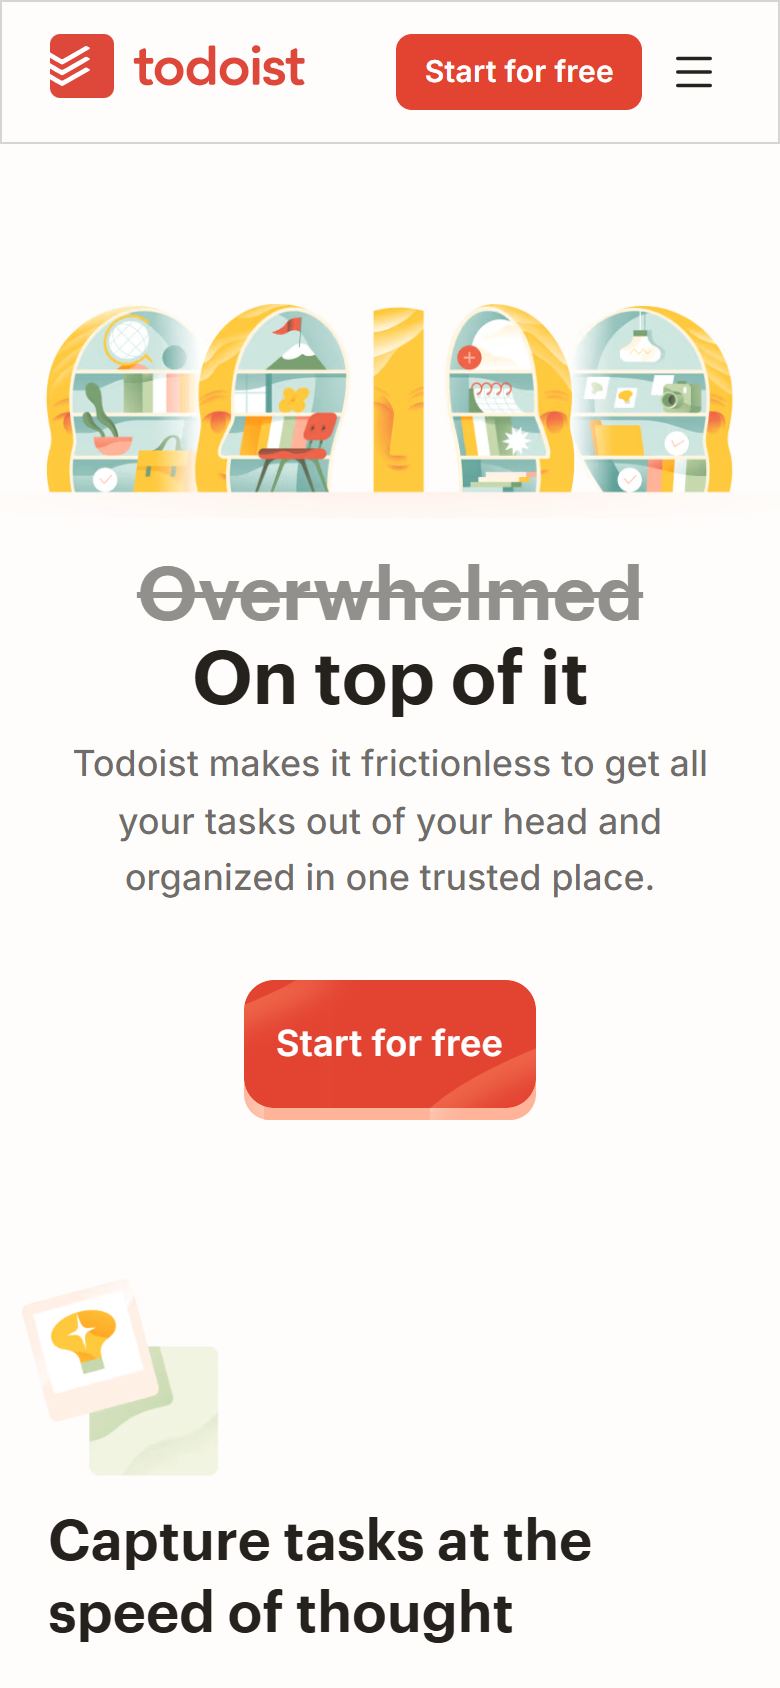 todoist
Start for free
Overwhelmed
On top of it
Todoist makes it frictionless to get all
your tasks out of your head and
organized in one trusted place.
Start for free
Capture tasks at the
speed of thought